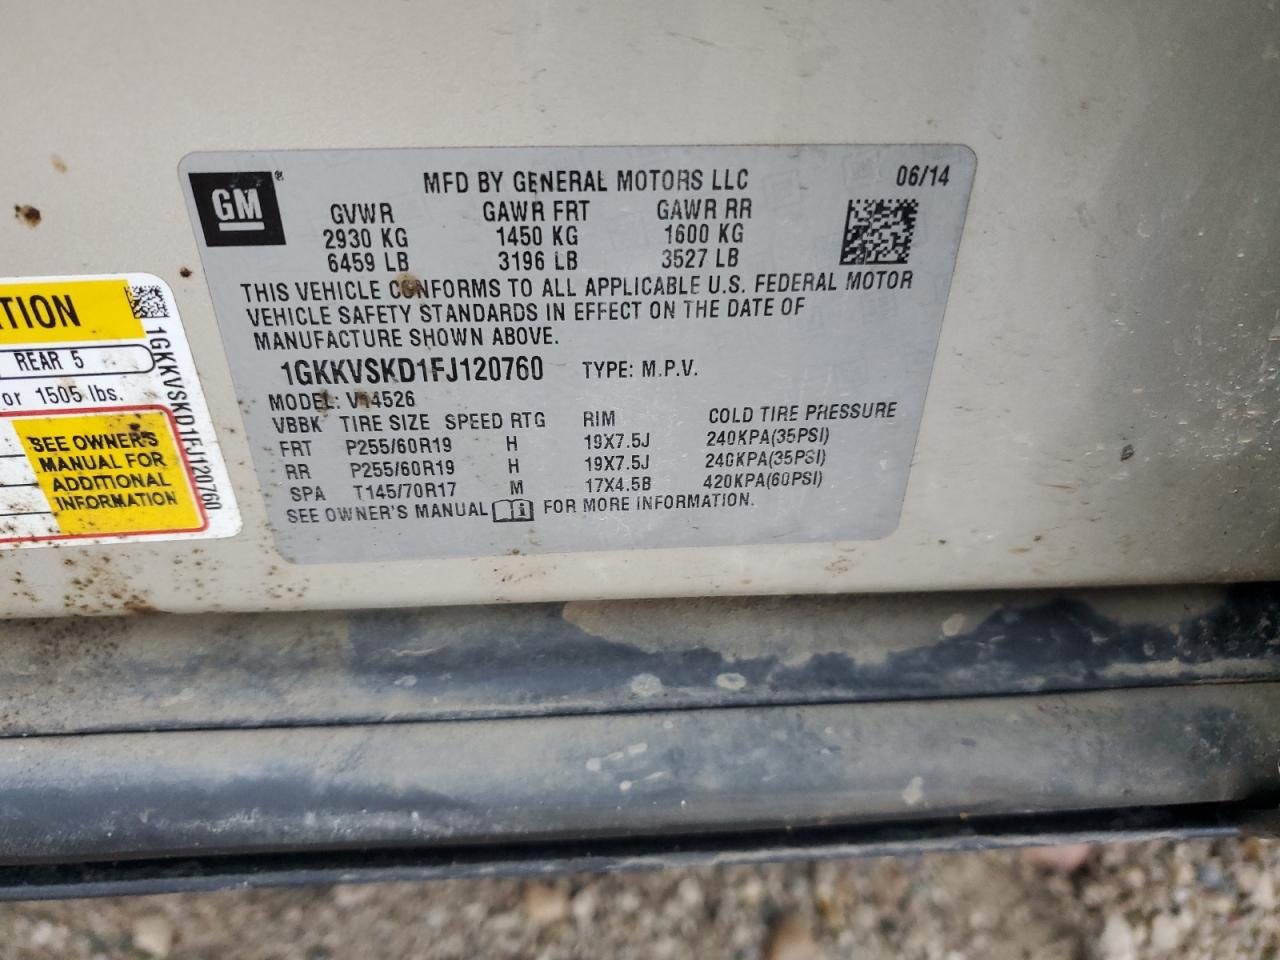 GM
MFD BY GENERAL MOTORS LLC 06/14
GVWR GAWR FRT GAWR RR
2930 KG 1450 KG 1600 KG
6459 LB 3196 LB 3527 LB
THIS VEHICLE CONFORMS TO ALL APPLICABLE U.S. FEDERAL MOTOR
VEHICLE SAFETY STANDARDS IN EFFECT ON THE DATE OF
MANUFACTURE SHOWN ABOVE.
1GKKVSKD1FJ120760 TYPE: M.P.V.
MODEL: V14526
VBBK TIRE SIZE SPEED RTG RIM COLD TIRE PRESSURE
FRT P255/60R19 H 19X7.5J 240KPA(35PSI)
RR P255/60R19 H 19X7.5J 240KPA(35PSI)
SPA T145/70R17 M 17X4.5B 420KPA(60PSI)
SEE OWNER'S MANUAL FOR MORE INFORMATION.
ATION
REAR 5
or 1505 lbs.
SEE OWNER'S
MANUAL FOR
ADDITIONAL
INFORMATION
1GKKVSKD1FJ120760